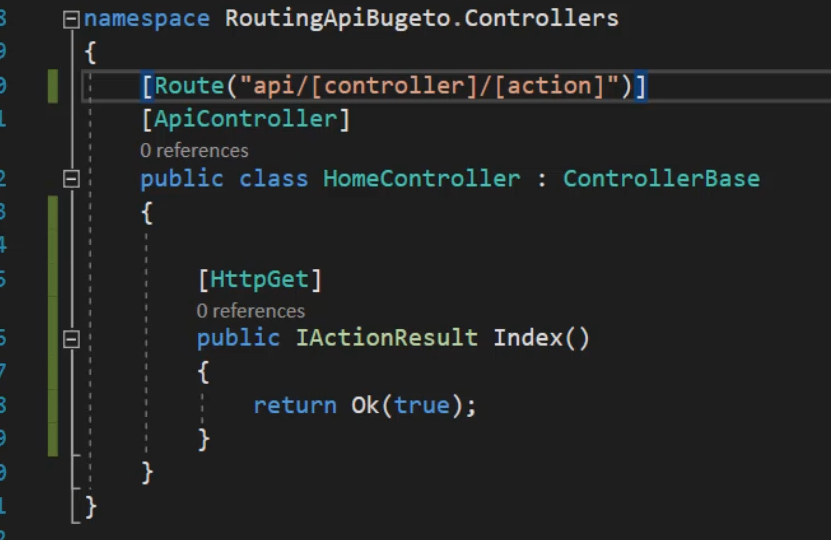 8 namespace RoutingApiBugeto.Controllers
9 {
0 [Route("api/[controller]/[action]")]
1 [ApiController]
0 references
2 public class HomeController : ControllerBase
3 {
4
5 [HttpGet]
0 references
6 public IActionResult Index()
7 {
8 return Ok(true);
9 }
0 }
1 }
2